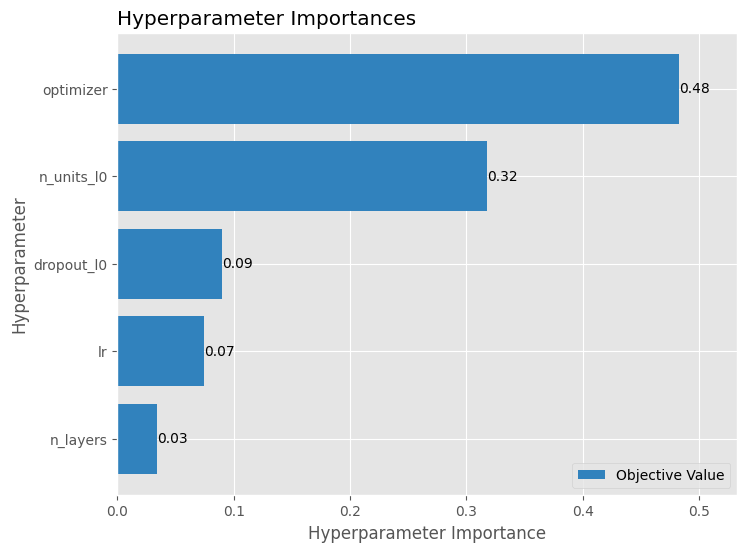 Hyperparameter Importances
optimizer
0.48
n_units_l0
0.32
Hyperparameter
dropout_l0
0.09
lr
0.07
n_layers
0.03
Objective Value
0.0 0.1 0.2 0.3 0.4 0.5
Hyperparameter Importance